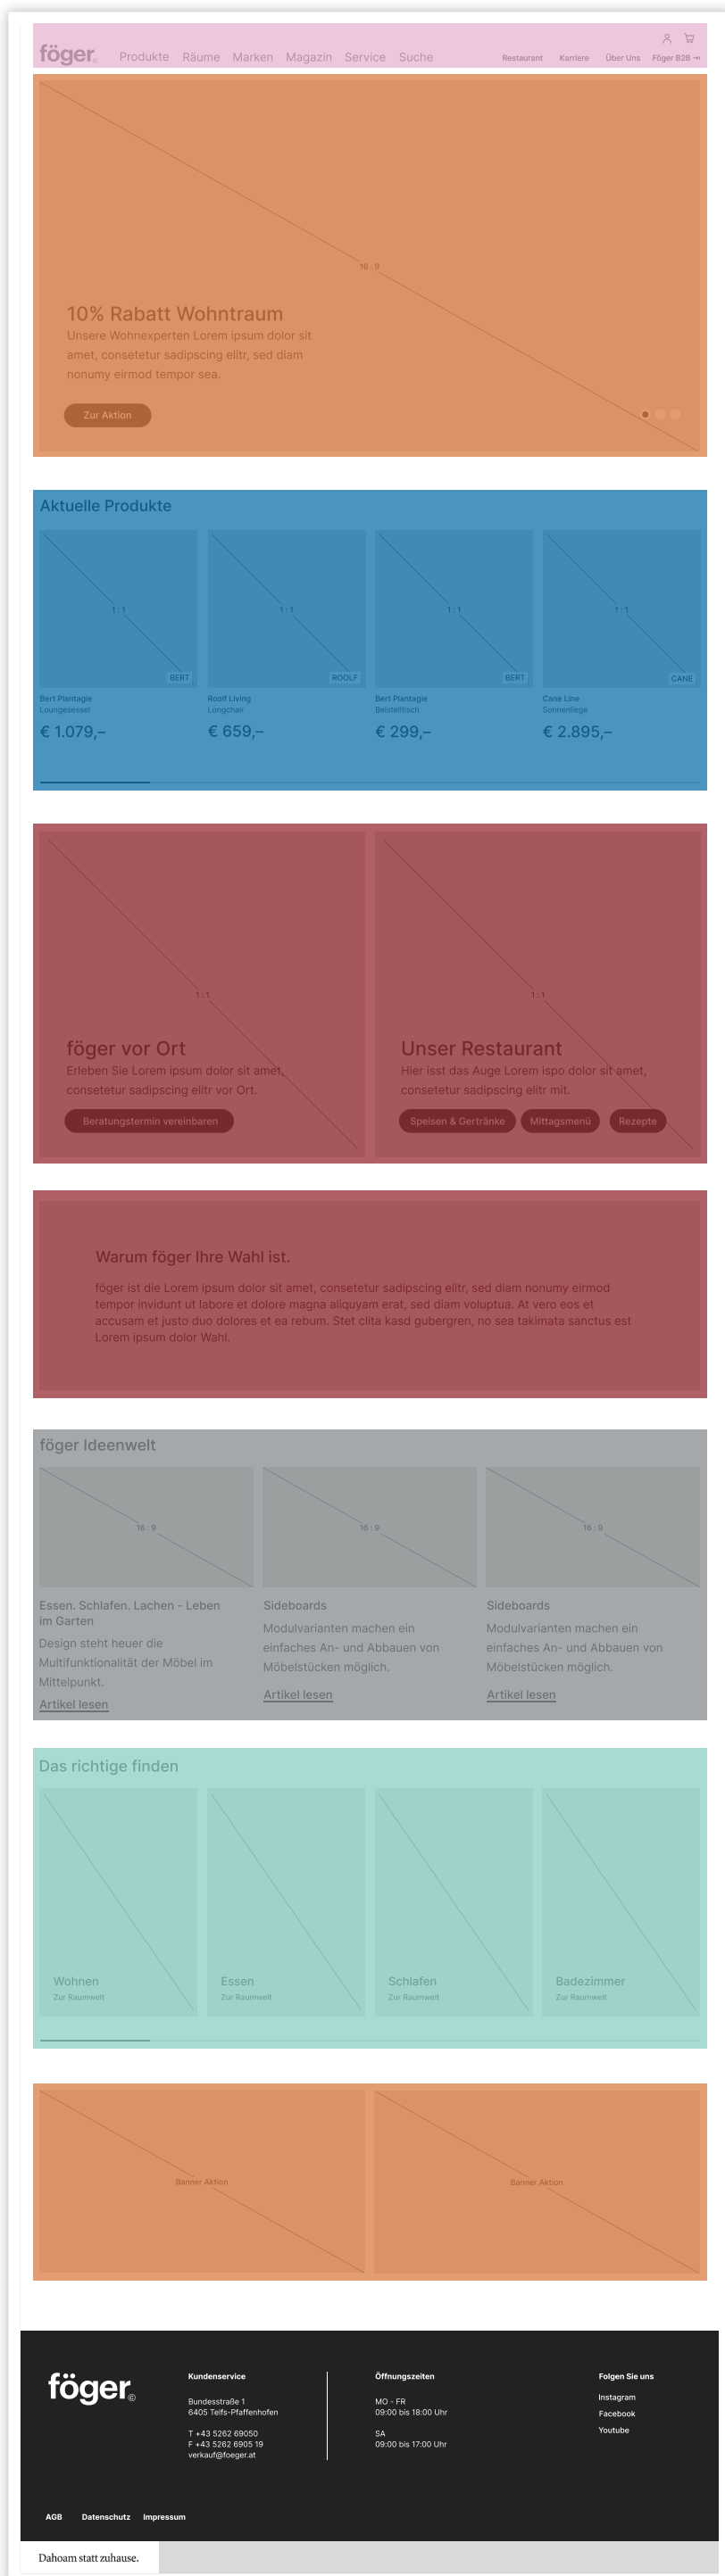 föger©
Produkte Räume Marken Magazin Service Suche
Restaurant Karriere Über Uns Föger B2B
16 : 9
10% Rabatt Wohntraum
Unsere Wohnexperten Lorem ipsum dolor sit
amet, consetetur sadipscing elitr, sed diam
nonumy eirmod tempor sea.
Zur Aktion
Aktuelle Produkte
1 : 1
BERT
Bert Plantagie
Loungesessel
€ 1.079,–
1 : 1
ROOLF
Roolf Living
Longchair
€ 659,–
1 : 1
BERT
Bert Plantagie
Beistelltisch
€ 299,–
1 : 1
CANE
Cane Line
Sonnenliege
€ 2.895,–
1 : 1
föger vor Ort
Erleben Sie Lorem ipsum dolor sit amet,
consetetur sadipscing elitr vor Ort.
Beratungstermin vereinbaren
1 : 1
Unser Restaurant
Hier isst das Auge Lorem ispo dolor sit amet,
consetetur sadipscing elitr mit.
Speisen & Gertränke Mittagsmenü Rezepte
Warum föger Ihre Wahl ist.
föger ist die Lorem ipsum dolor sit amet, consetetur sadipscing elitr, sed diam nonumy eirmod
tempor invidunt ut labore et dolore magna aliquyam erat, sed diam voluptua. At vero eos et
accusam et justo duo dolores et ea rebum. Stet clita kasd gubergren, no sea takimata sanctus est
Lorem ipsum dolor Wahl.
föger Ideenwelt
16 : 9
Essen. Schlafen. Lachen - Leben
im Garten
Design steht heuer die
Multifunktionalität der Möbel im
Mittelpunkt.
Artikel lesen
16 : 9
Sideboards
Modulvarianten machen ein
einfaches An- und Abbauen von
Möbelstücken möglich.
Artikel lesen
16 : 9
Sideboards
Modulvarianten machen ein
einfaches An- und Abbauen von
Möbelstücken möglich.
Artikel lesen
Das richtige finden
Wohnen
Zur Raumwelt
Essen
Zur Raumwelt
Schlafen
Zur Raumwelt
Badezimmer
Zur Raumwelt
Banner Aktion
Banner Aktion
föger©
Kundenservice
Bundesstraße 1
6405 Telfs-Pfaffenhofen
T +43 5262 69050
F +43 5262 6905 19
verkauf@foeger.at
Öffnungszeiten
MO - FR
09:00 bis 18:00 Uhr
SA
09:00 bis 17:00 Uhr
Folgen Sie uns
Instagram
Facebook
Youtube
AGB Datenschutz Impressum
Dahoam statt zuhause.